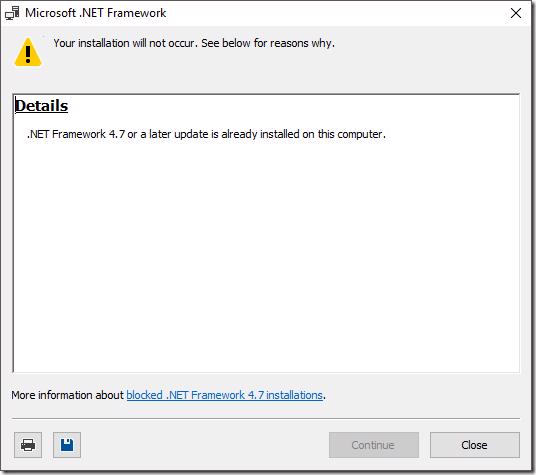 Microsoft .NET Framework
Your installation will not occur. See below for reasons why.
Details
.NET Framework 4.7 or a later update is already installed on this computer.
More information about blocked .NET Framework 4.7 installations.
Continue
Close